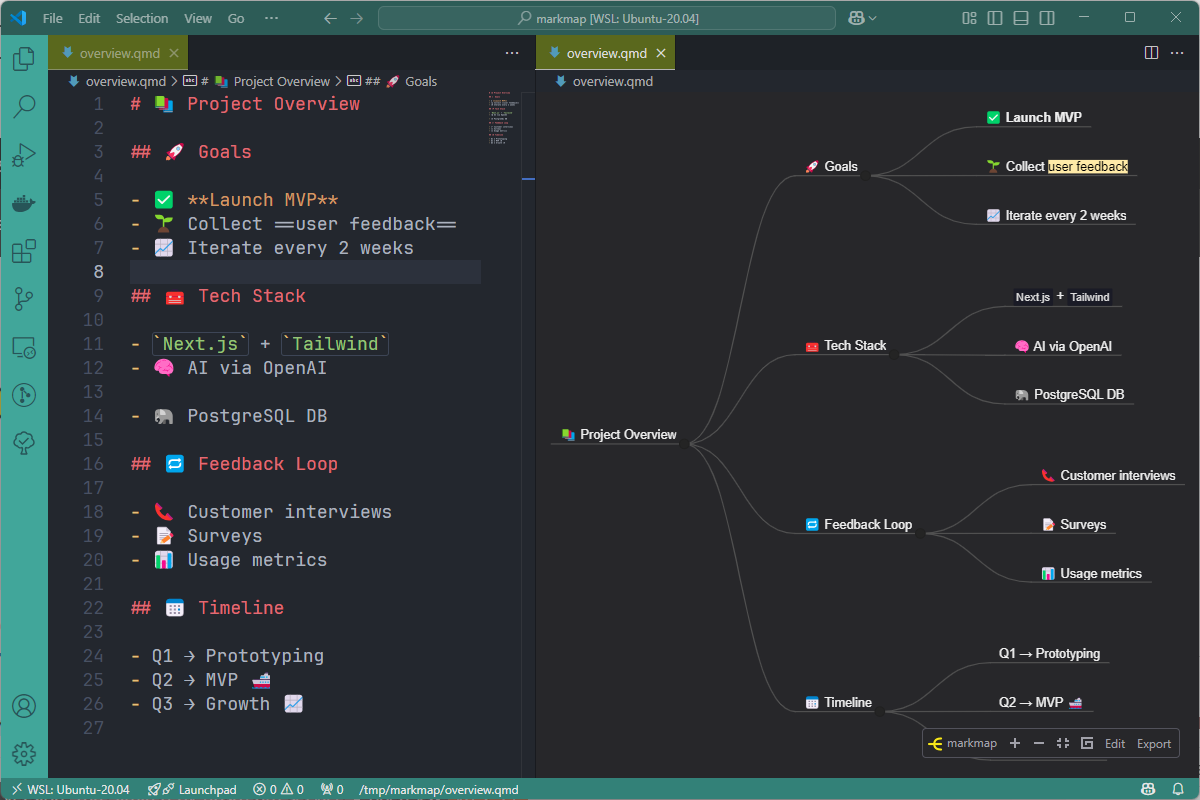 File Edit Selection View Go ··· markmap [WSL: Ubuntu-20.04]
overview.qmd
overview.qmd > # 📚 Project Overview > ## 🚀 Goals
1 # 📚 Project Overview
2
3 ## 🚀 Goals
4
5 - ✅ **Launch MVP**
6 - 🌱 Collect ==user feedback==
7 - 📈 Iterate every 2 weeks
8
9 ## 🧰 Tech Stack
10
11 - `Next.js` + `Tailwind`
12 - 🧠 AI via OpenAI
13
14 - 🐘 PostgreSQL DB
15
16 ## 🔁 Feedback Loop
17
18 - 📞 Customer interviews
19 - 📝 Surveys
20 - 📊 Usage metrics
21
22 ## 🗓️ Timeline
23
24 - Q1 → Prototyping
25 - Q2 → MVP 🚢
26 - Q3 → Growth 📈
27
overview.qmd
overview.qmd
📚 Project Overview
🚀 Goals
✅ Launch MVP
🌱 Collect user feedback
📈 Iterate every 2 weeks
🧰 Tech Stack
Next.js + Tailwind
🧠 AI via OpenAI
🐘 PostgreSQL DB
🔁 Feedback Loop
📞 Customer interviews
📝 Surveys
📊 Usage metrics
🗓️ Timeline
Q1 → Prototyping
Q2 → MVP 🚢
markmap + − Edit Export
WSL: Ubuntu-20.04 Launchpad 0 0 0 /tmp/markmap/overview.qmd